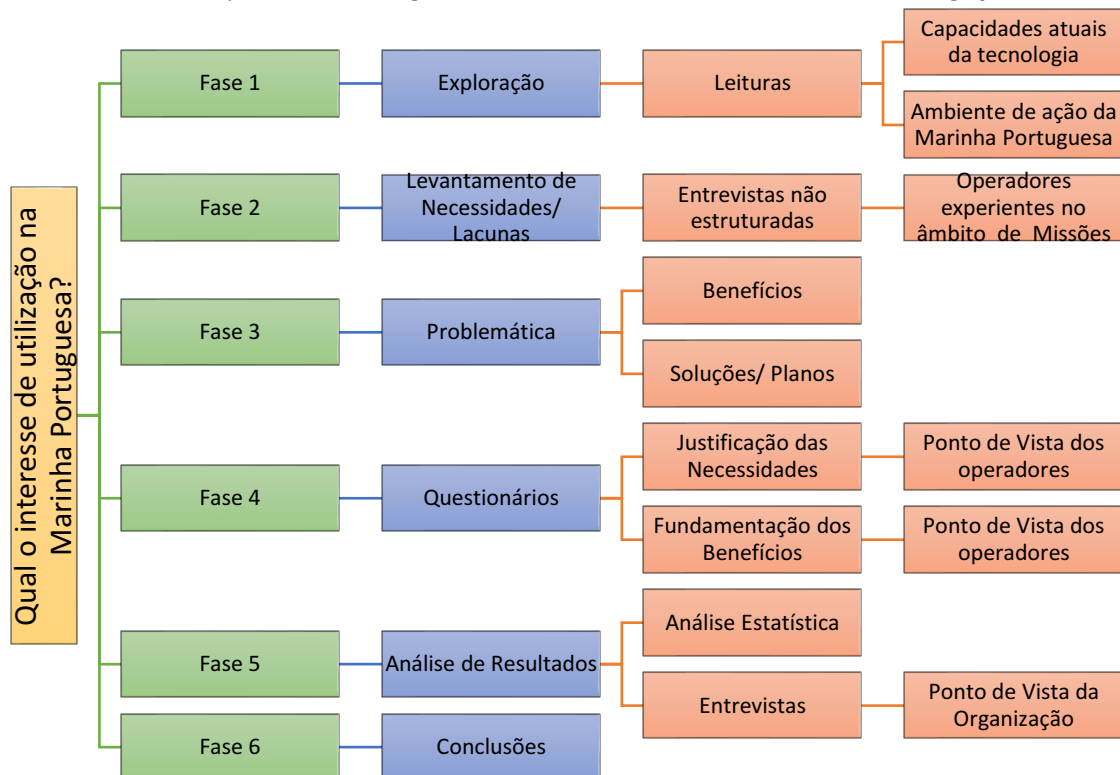 Qual o interesse de utilização na
Marinha Portuguesa?
Fase 1
Exploração
Leituras
Capacidades atuais
da tecnologia
Ambiente de ação da
Marinha Portuguesa
Fase 2
Levantamento de
Necessidades/
Lacunas
Entrevistas não
estruturadas
Operadores
experientes no
âmbito de Missões
Fase 3
Problemática
Benefícios
Soluções/ Planos
Fase 4
Questionários
Justificação das
Necessidades
Ponto de Vista dos
operadores
Fundamentação dos
Benefícios
Ponto de Vista dos
operadores
Fase 5
Análise de Resultados
Análise Estatística
Entrevistas
Ponto de Vista da
Organização
Fase 6
Conclusões